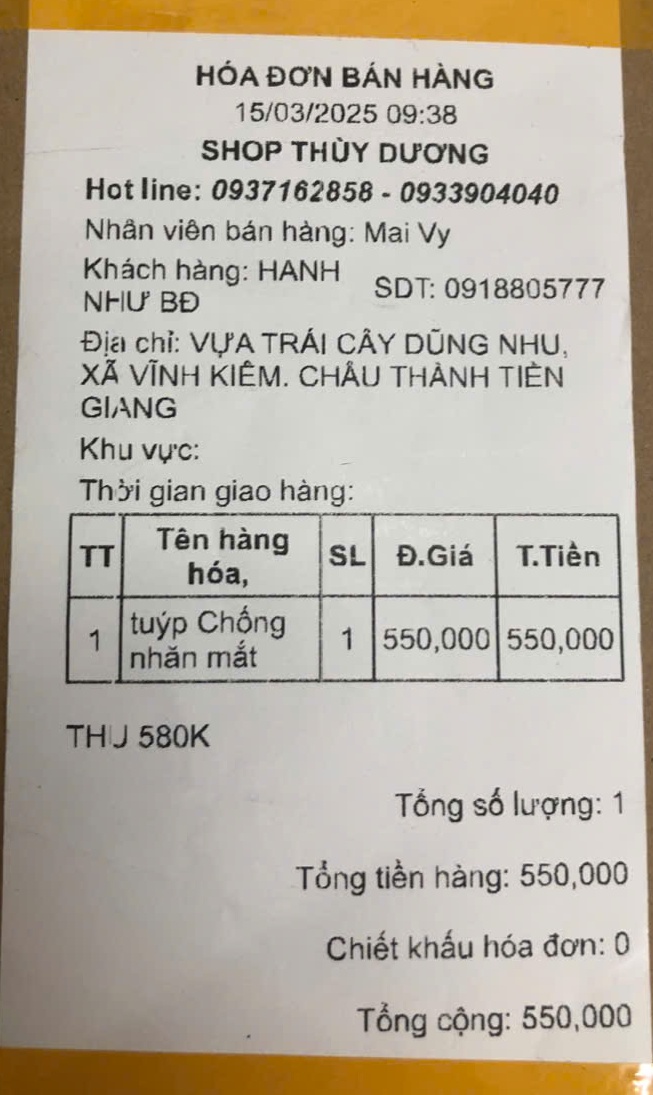 HÓA ĐƠN BÁN HÀNG
15/03/2025 09:38
SHOP THÙY DƯƠNG
Hot line: 0937162858 - 0933904040
Nhân viên bán hàng: Mai Vy
Khách hàng: HANH NHƯ BĐ
SDT: 0918805777
Địa chỉ: VỰA TRÁI CÂY DŨNG NHU,
XÃ VĨNH KIÊM. CHÂU THÀNH TIỀN
GIANG
Khu vực:
Thời gian giao hàng:
TT Tên hàng hóa, SL Đ.Giá T.Tiền
1 tuýp Chống nhăn mắt 1 550,000 550,000
THU 580K
Tổng số lượng: 1
Tổng tiền hàng: 550,000
Chiết khấu hóa đơn: 0
Tổng cộng: 550,000